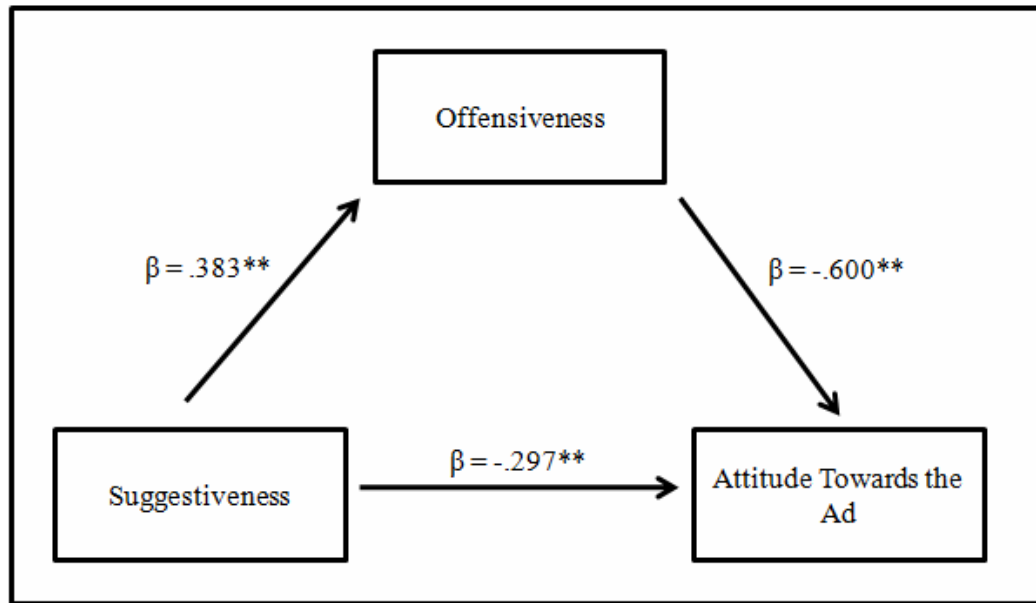 Offensiveness
β = .383**
β = -.600**
β = -.297**
Suggestiveness
Attitude Towards the
Ad